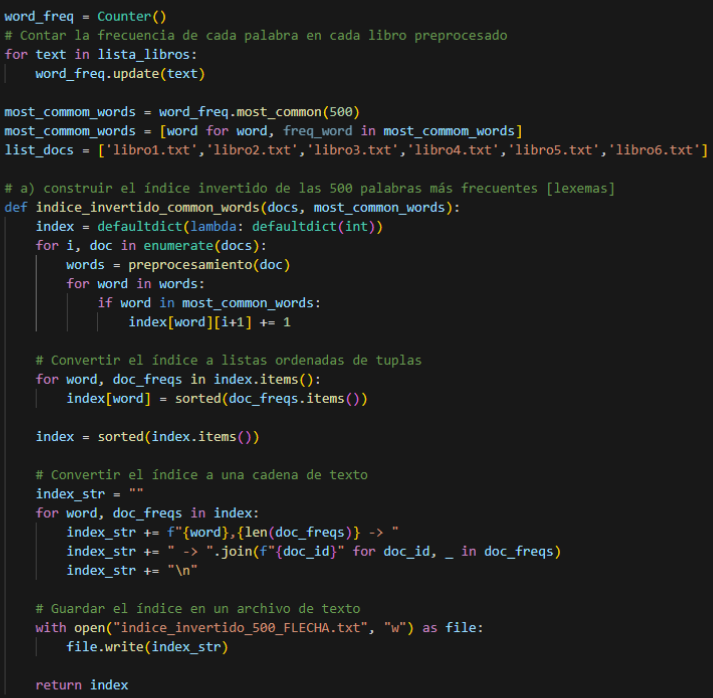 word_freq = Counter()
# Contar la frecuencia de cada palabra en cada libro preprocesado
for text in lista_libros:
    word_freq.update(text)

most_commom_words = word_freq.most_common(500)
most_commom_words = [word for word, freq_word in most_commom_words]
list_docs = ['libro1.txt','libro2.txt','libro3.txt','libro4.txt','libro5.txt','libro6.txt']

# a) construir el índice invertido de las 500 palabras más frecuentes [lexemas]
def indice_invertido_common_words(docs, most_common_words):
    index = defaultdict(lambda: defaultdict(int))
    for i, doc in enumerate(docs):
        words = preprocesamiento(doc)
        for word in words:
            if word in most_common_words:
                index[word][i+1] += 1

    # Convertir el índice a listas ordenadas de tuplas
    for word, doc_freqs in index.items():
        index[word] = sorted(doc_freqs.items())

    index = sorted(index.items())

    # Convertir el índice a una cadena de texto
    index_str = ""
    for word, doc_freqs in index:
        index_str += f"{word},{len(doc_freqs)} -> "
        index_str += " -> ".join(f"{doc_id}" for doc_id, _ in doc_freqs)
        index_str += "\n"

    # Guardar el índice en un archivo de texto
    with open("indice_invertido_500_FLECHA.txt", "w") as file:
        file.write(index_str)

    return index